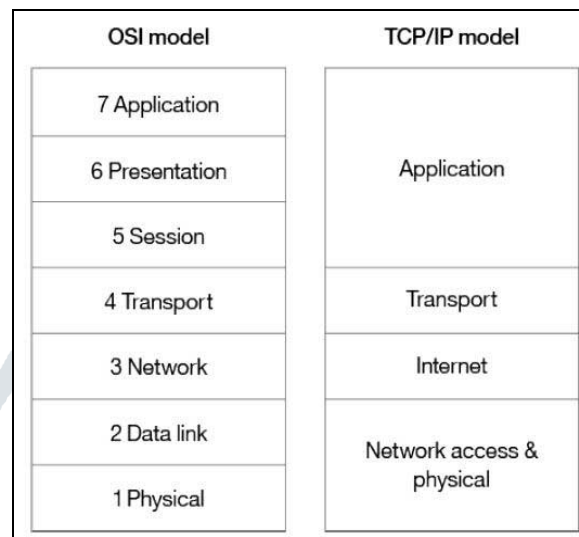 OSI model
7 Application
6 Presentation
5 Session
4 Transport
3 Network
2 Data link
1 Physical
TCP/IP model
Application
Transport
Internet
Network access &
physical